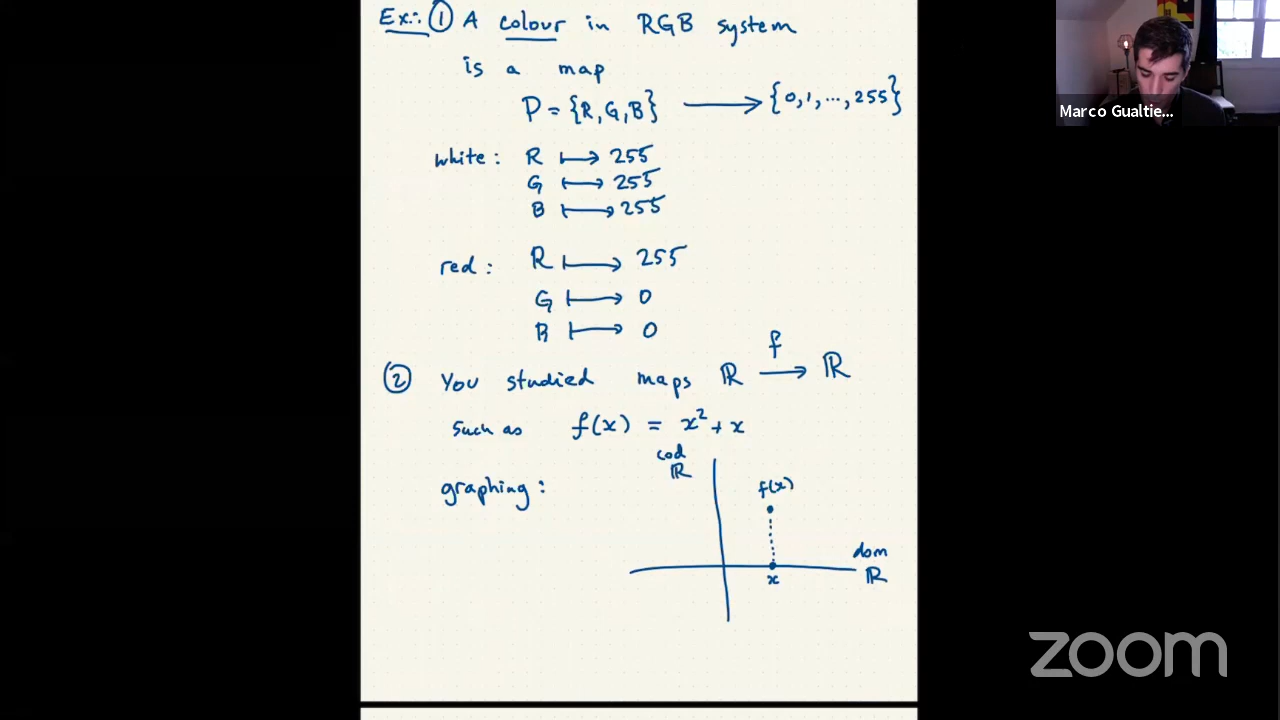 Ex: ① A colour in RGB system
is a map
P = {R, G, B} ⟶ {0, 1, ..., 255}
white: R ⟼ 255
G ⟼ 255
B ⟼ 255
red: R ⟼ 255
G ⟼ 0
B ⟼ 0
② You studied maps ℝ ⟶ ℝ
f
such as f(x) = x² + x
graphing:
cod
ℝ
f(x)
dom
ℝ
x
Marco Gualtie...
zoom